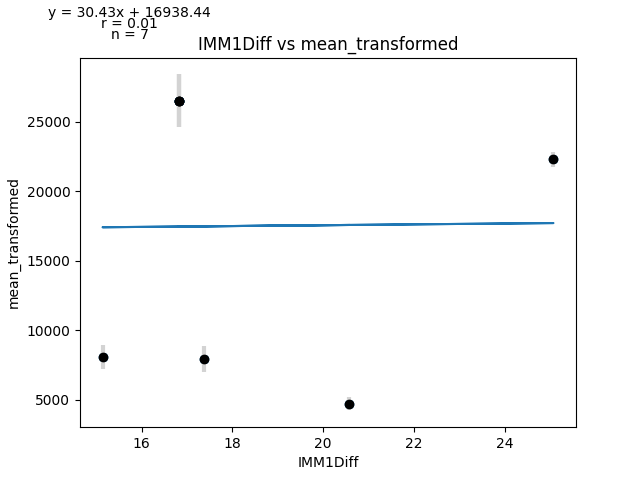 y = 30.43x + 16938.44
r = 0.01
n = 7
IMM1Diff vs mean_transformed
25000
20000
15000
10000
5000
mean_transformed
16 18 20 22 24
IMM1Diff